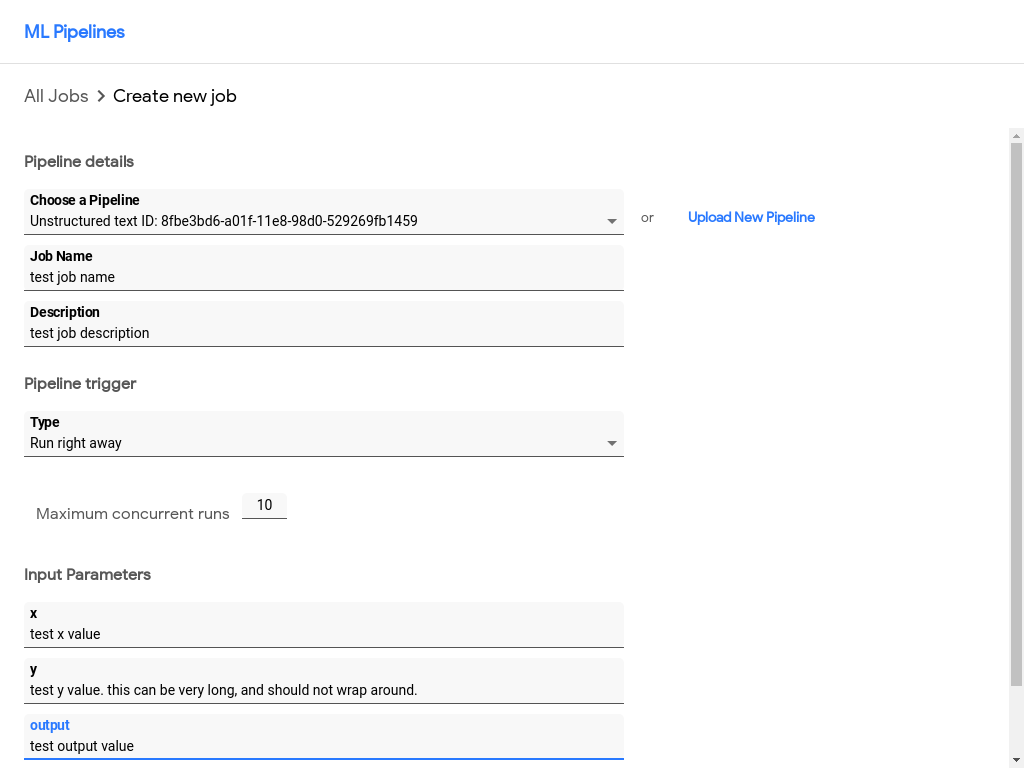 ML Pipelines
All Jobs > Create new job
Pipeline details
Choose a Pipeline
Unstructured text ID: 8fbe3bd6-a01f-11e8-98d0-529269fb1459
or
Upload New Pipeline
Job Name
test job name
Description
test job description
Pipeline trigger
Type
Run right away
Maximum concurrent runs 10
Input Parameters
x
test x value
y
test y value. this can be very long, and should not wrap around.
output
test output value